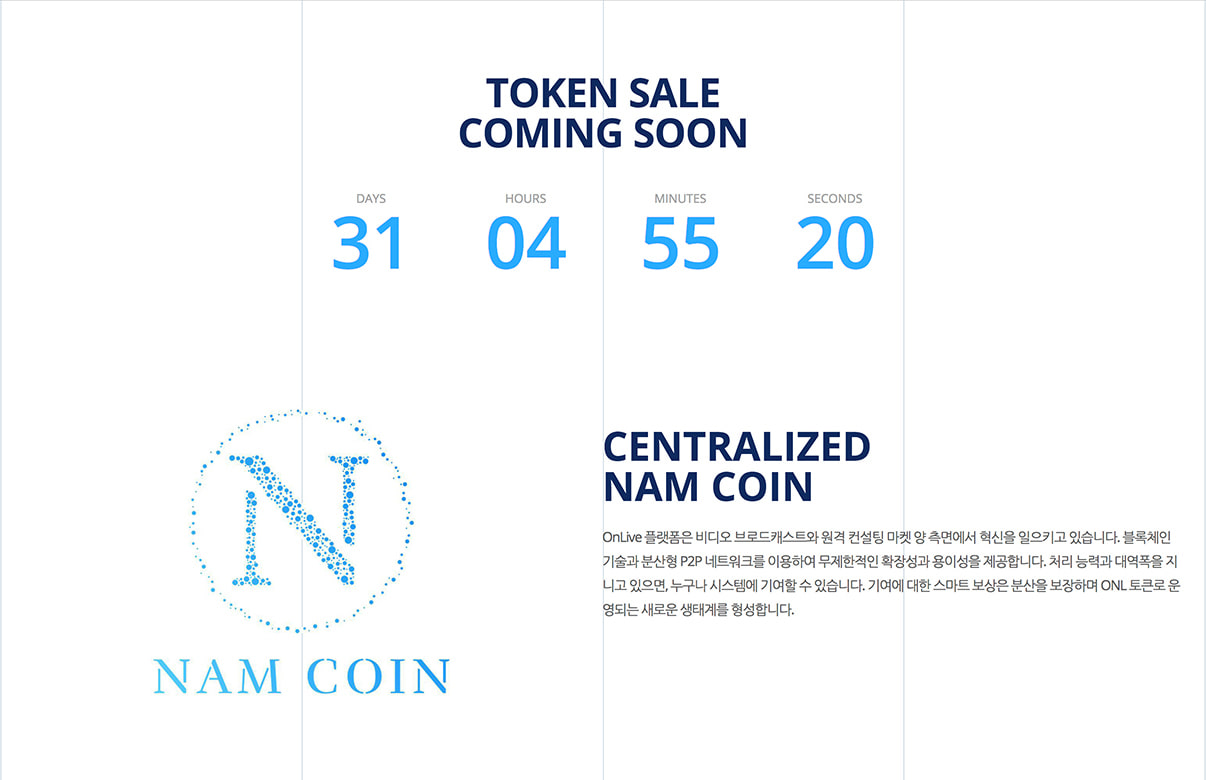 TOKEN SALE
COMING SOON
DAYS
HOURS
MINUTES
SECONDS
31
04
55
20
N
NAM COIN
CENTRALIZED
NAM COIN
OnLive 플랫폼은 비디오 브로드캐스트와 원격 컨설팅 마켓 양 측면에서 혁신을 일으키고 있습니다. 블록체인
기술과 분산형 P2P 네트워크를 이용하여 무제한적인 확장성과 용이성을 제공합니다. 처리 능력과 대역폭을 지
니고 있으면, 누구나 시스템에 기여할 수 있습니다. 기여에 대한 스마트 보상은 분산을 보장하며 ONL 토큰로 운
영되는 새로운 생태계를 형성합니다.